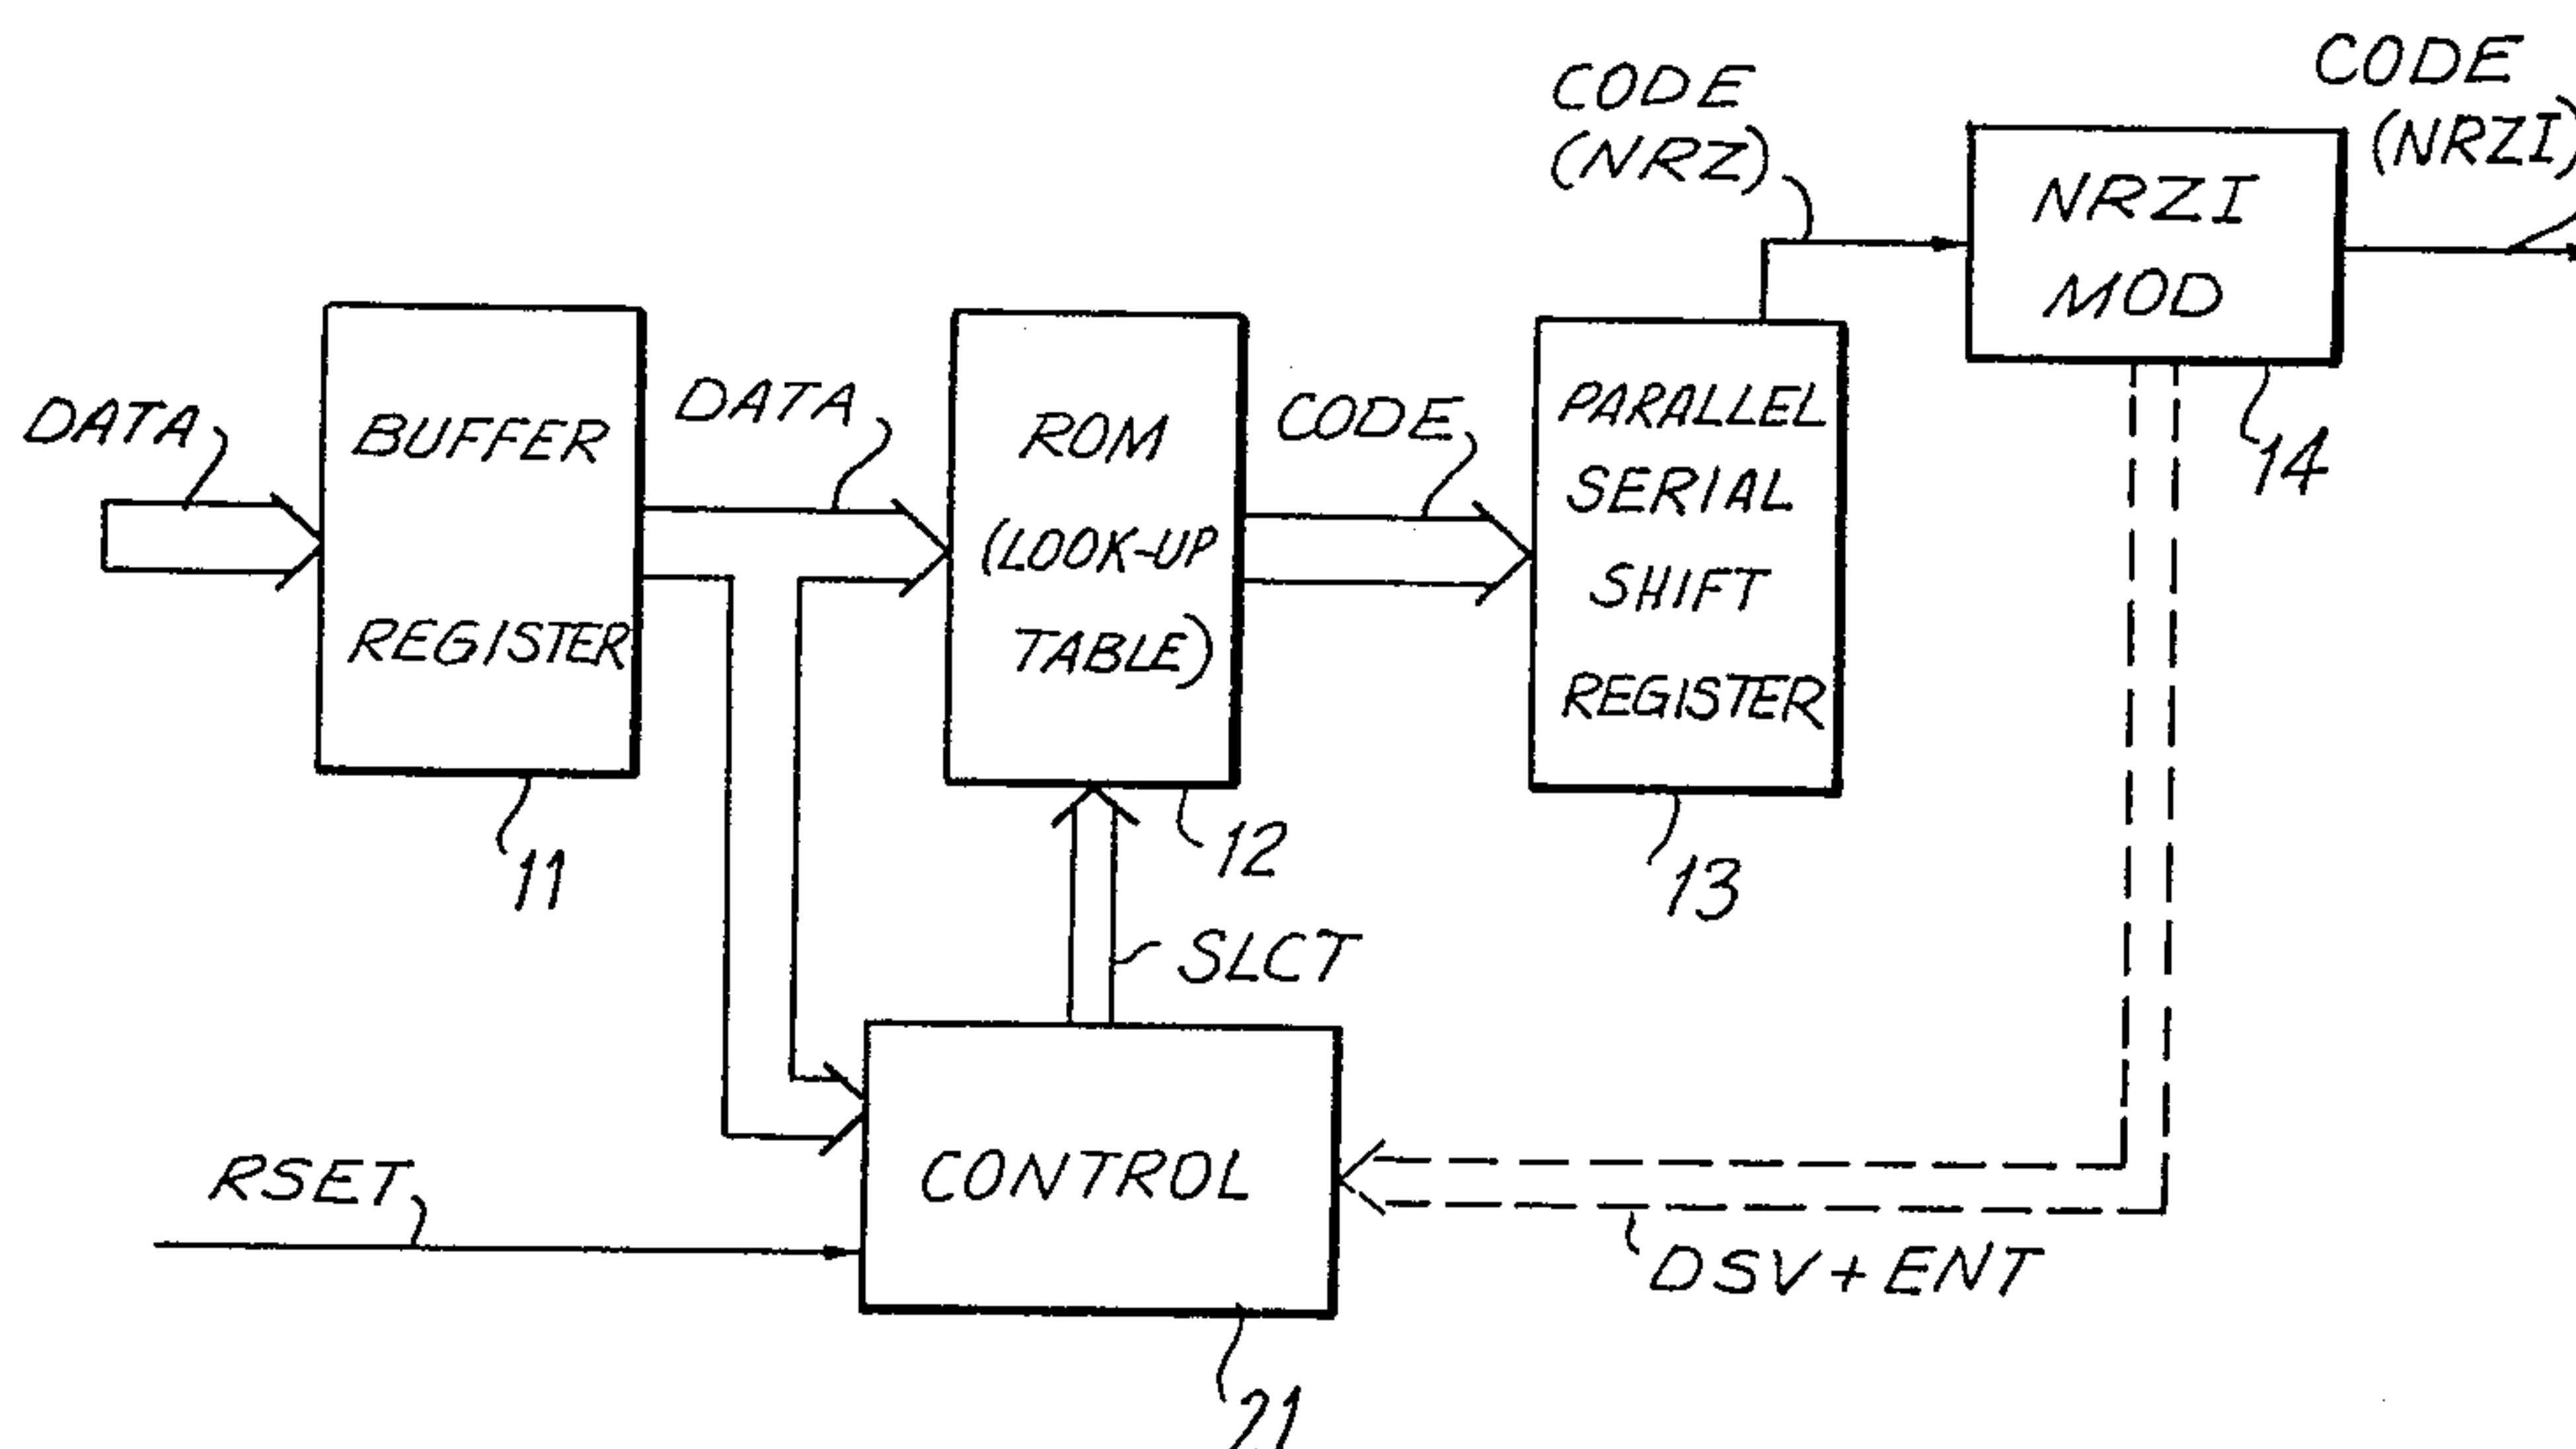 CODE
(NRZI)
CODE
(NRZ)
NRZI
MOD
14
DATA
BUFFER
REGISTER
11
DATA
ROM
(LOOK-UP
TABLE)
12
CODE
PARALLEL
SERIAL
SHIFT
REGISTER
13
SLCT
RSET
CONTROL
21
DSV+ENT